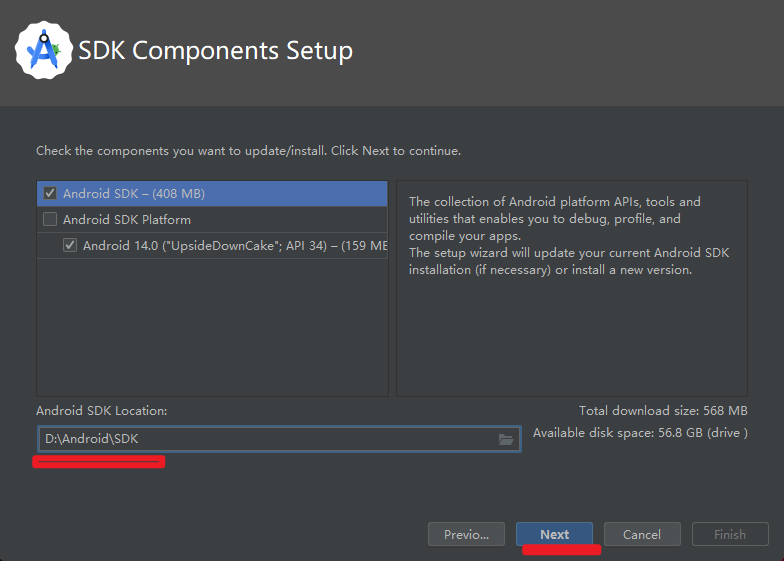 SDK Components Setup
Check the components you want to update/install. Click Next to continue.
Android SDK – (408 MB)
Android SDK Platform
Android 14.0 ("UpsideDownCake"; API 34) – (159 ME
The collection of Android platform APIs, tools and
utilities that enables you to debug, profile, and
compile your apps.
The setup wizard will update your current Android SDK
installation (if necessary) or install a new version.
Android SDK Location:
Total download size: 568 MB
D:\Android\SDK
Available disk space: 56.8 GB (drive )
Previo...
Next
Cancel
Finish